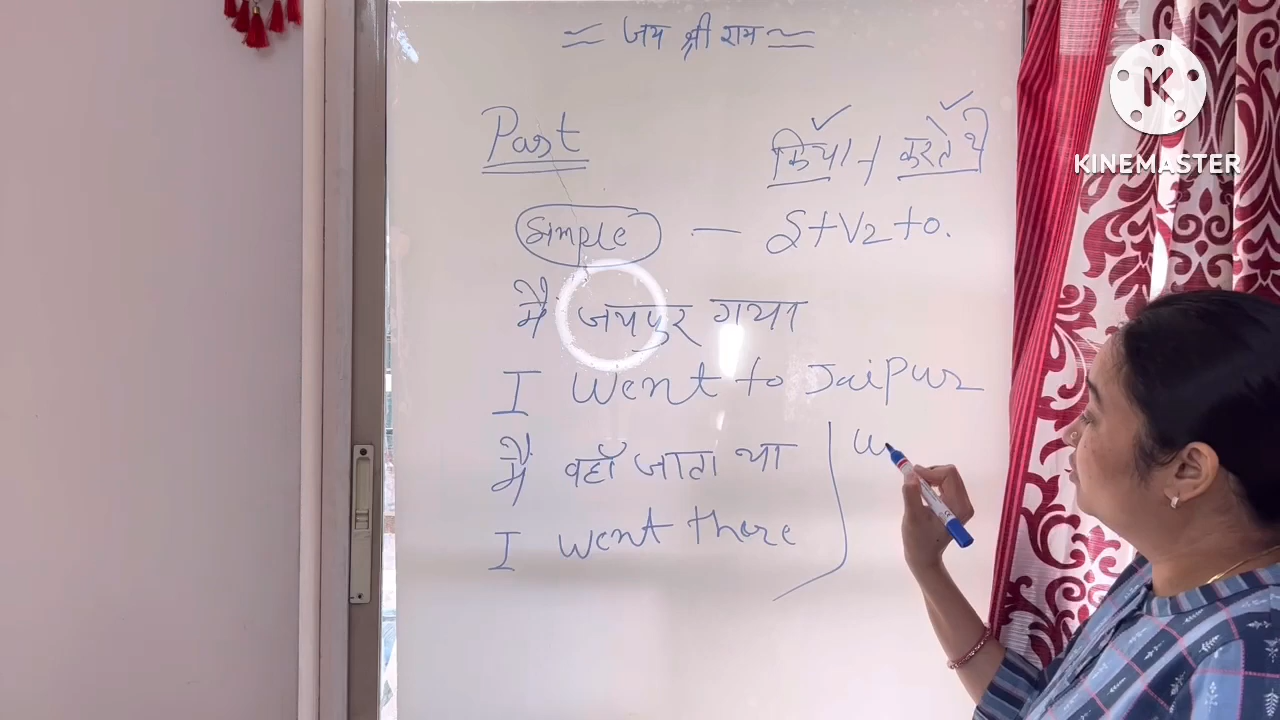 = जय श्री राम =
Past किया / करते थे
Simple — S+V2+O.
मैं जयपुर गया
I went to Jaipur
मैं वहाँ जाता था
I went there
KINEMASTER